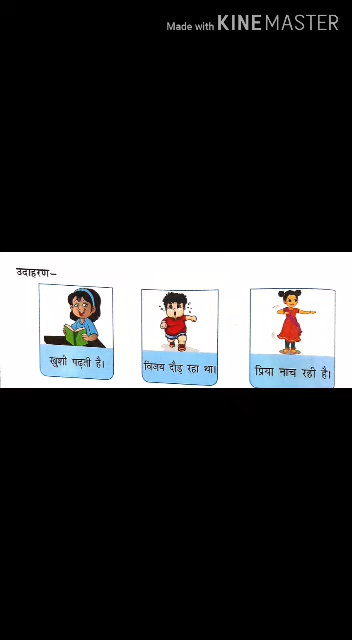 Made with KINEMASTER
उदाहरण–
खुशी पढ़ती है।
विजय दौड़ रहा था।
प्रिया नाच रही है।